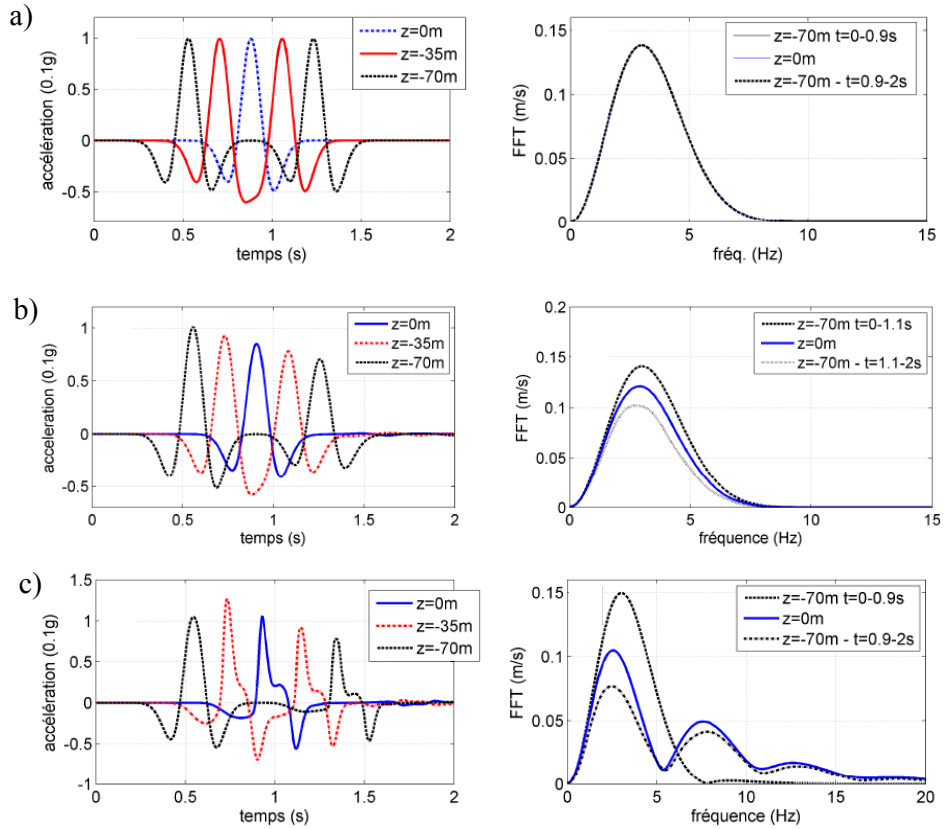 a)
accélération (0.1g)
1
0.5
0
-0.5
0
0.5
1
1.5
2
temps (s)
z=0m
z=-35m
z=-70m
FFT (m/s)
0.15
0.1
0.05
0
0
5
10
15
fréq. (Hz)
z=-70m t=0-0.9s
z=0m
z=-70m - t=0.9-2s
b)
acceleration (0.1g)
1
0.5
0
-0.5
0
0.5
1
1.5
2
temps (s)
z=0m
z=-35m
z=-70m
FFT (m/s)
0.2
0.15
0.1
0.05
0
0
5
10
15
fréquence (Hz)
z=-70m t=0-1.1s
z=0m
z=-70m - t=1.1-2s
c)
accélération (0.1g)
1.5
1
0.5
0
-0.5
-1
0
0.5
1
1.5
2
temps (s)
z=0m
z=-35m
z=-70m
FFT (m/s)
0.15
0.1
0.05
0
0
5
10
15
20
fréquence (Hz)
z=-70m t=0-0.9s
z=0m
z=-70m - t=0.9-2s